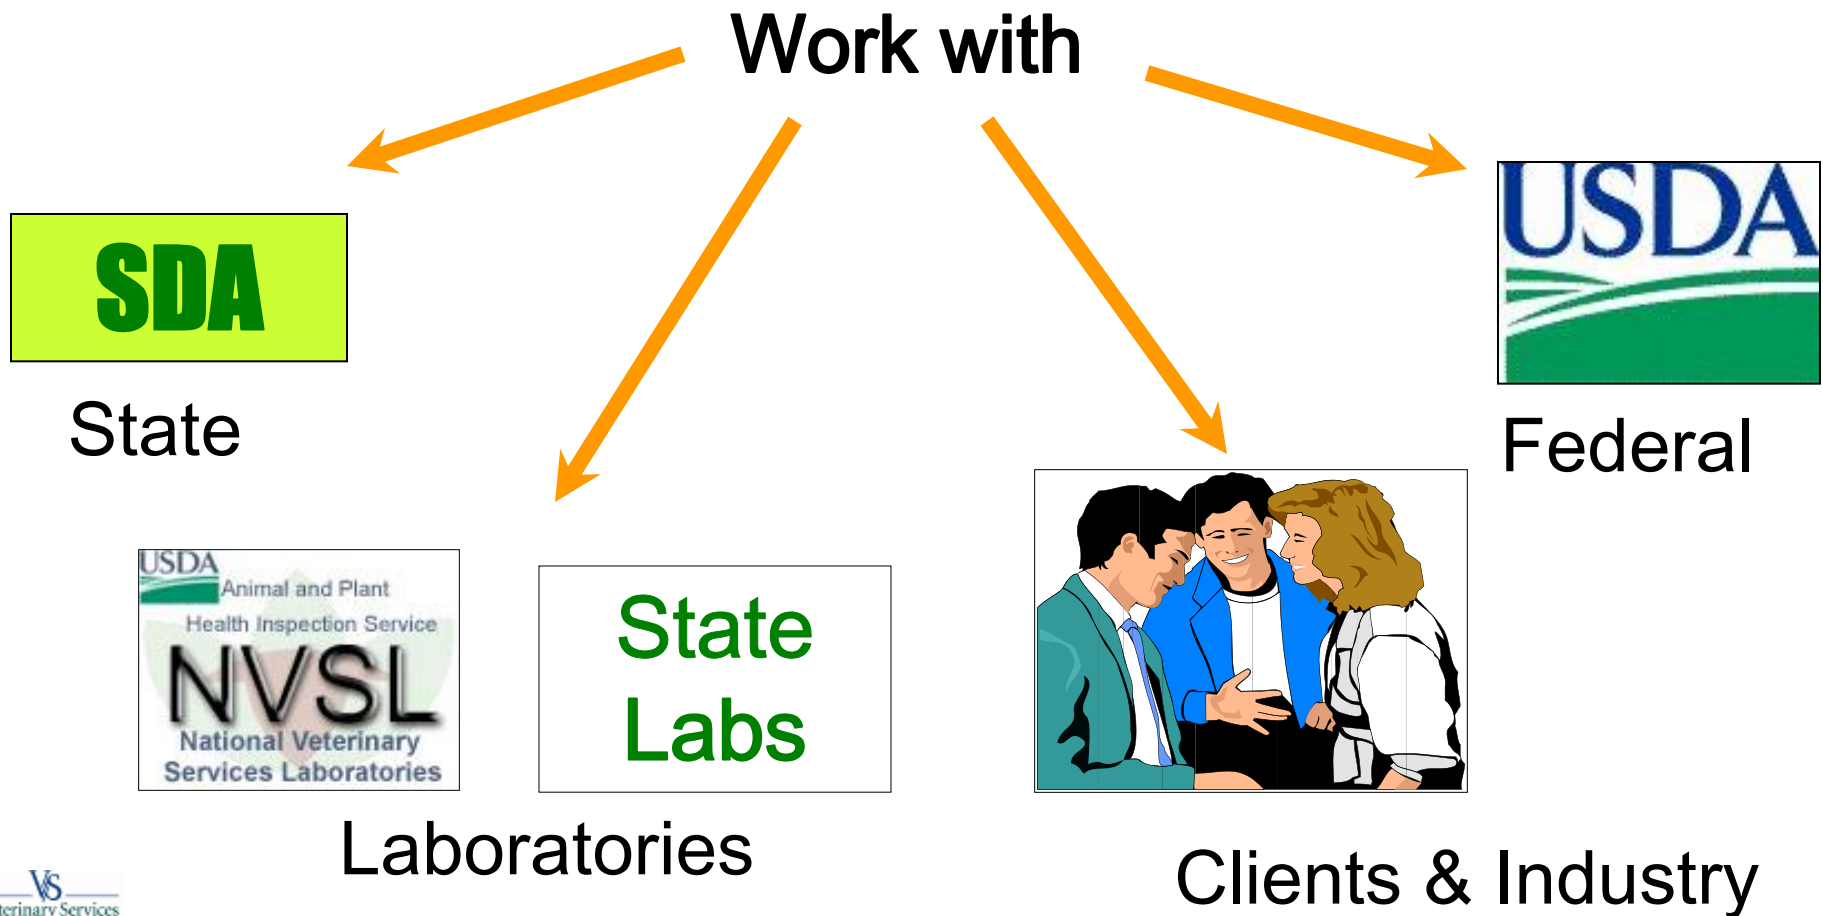 Work with
SDA
State
USDA
Federal
USDA
Animal and Plant
Health Inspection Service
NVSL
National Veterinary
Services Laboratories
State
Labs
Laboratories
Clients & Industry
VS
terinary Services